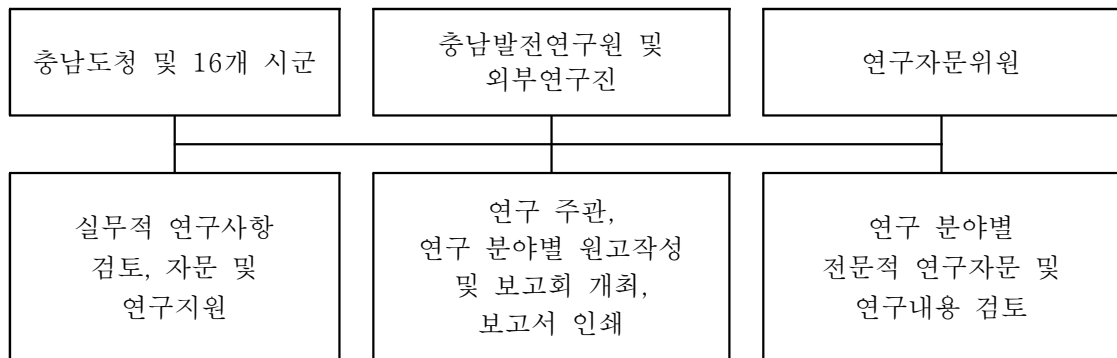 충남도청 및 16개 시군
충남발전연구원 및
외부연구진
연구자문위원
실무적 연구사항
검토, 자문 및
연구지원
연구 주관,
연구 분야별 원고작성
및 보고회 개최,
보고서 인쇄
연구 분야별
전문적 연구자문 및
연구내용 검토